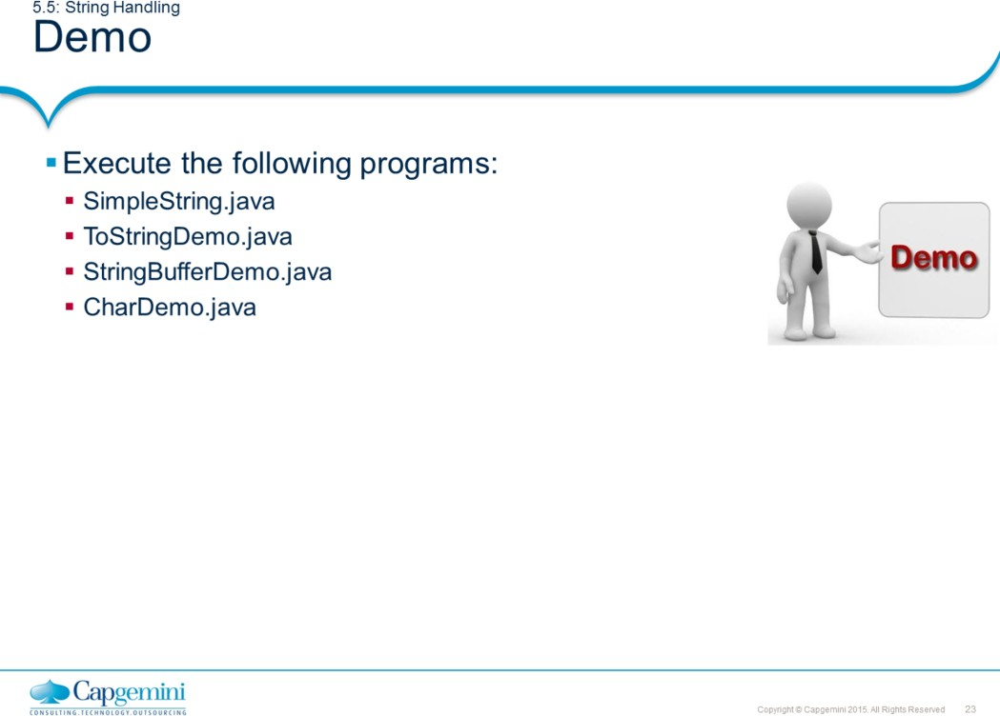 5.5: String Handling
Demo
Execute the following programs:
SimpleString.java
ToStringDemo.java
StringBufferDemo.java
CharDemo.java
Demo
Capgemini
CONSULTING.TECHNOLOGY.OUTSOURCING
Copyright © Capgemini 2015. All Rights Reserved 23